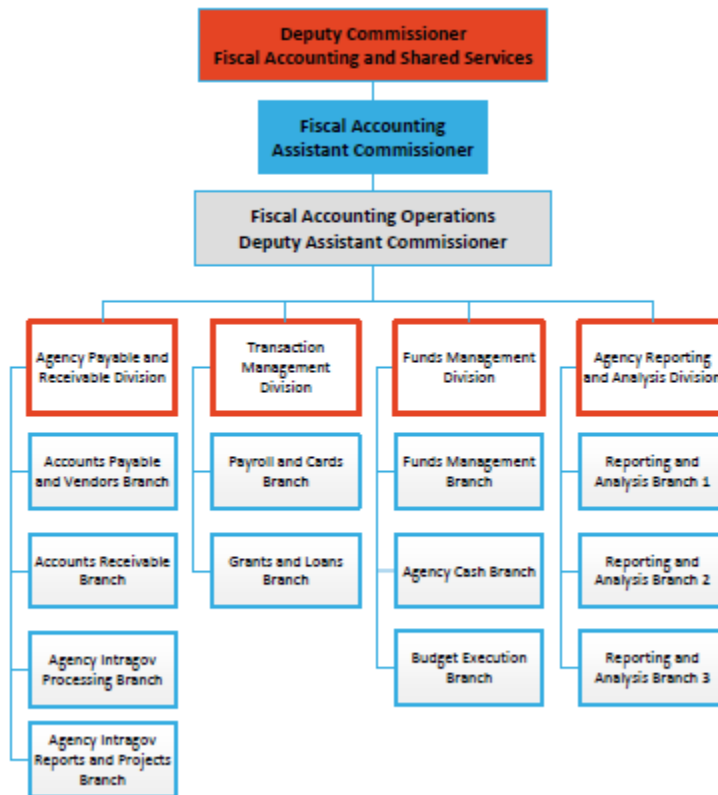 Deputy Commissioner
Fiscal Accounting and Shared Services
Fiscal Accounting
Assistant Commissioner
Fiscal Accounting Operations
Deputy Assistant Commissioner
Agency Payable and
Receivable Division
Transaction
Management
Division
Funds Management
Division
Agency Reporting
and Analysis Division
Accounts Payable
and Vendors Branch
Payroll and Cards
Branch
Funds Management
Branch
Reporting and
Analysis Branch 1
Accounts Receivable
Branch
Grants and Loans
Branch
Agency Cash Branch
Reporting and
Analysis Branch 2
Agency Intragov
Processing Branch
Budget Execution
Branch
Reporting and
Analysis Branch 3
Agency Intragov
Reports and Projects
Branch